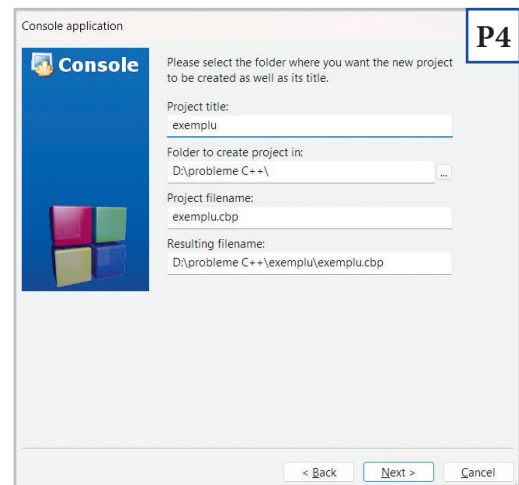 Console application
P4
Console
Please select the folder where you want the new project
to be created as well as its title.
Project title:
exemplu
Folder to create project in:
D:\probleme C++\
...
Project filename:
exemplu.cbp
Resulting filename:
D:\probleme C++\exemplu\exemplu.cbp
< Back
Next >
Cancel